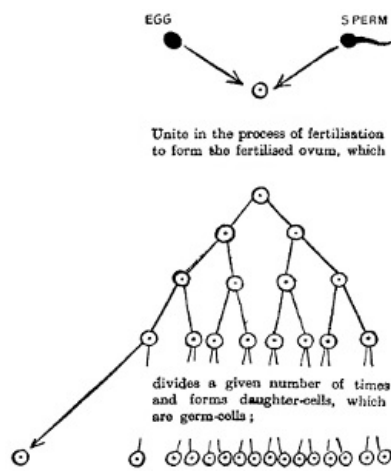 EGG SPERM
Unite in the process of fertilisation
to form the fertilised ovum, which
divides a given number of times
and forms daughter-cells, which
are germ-cells;